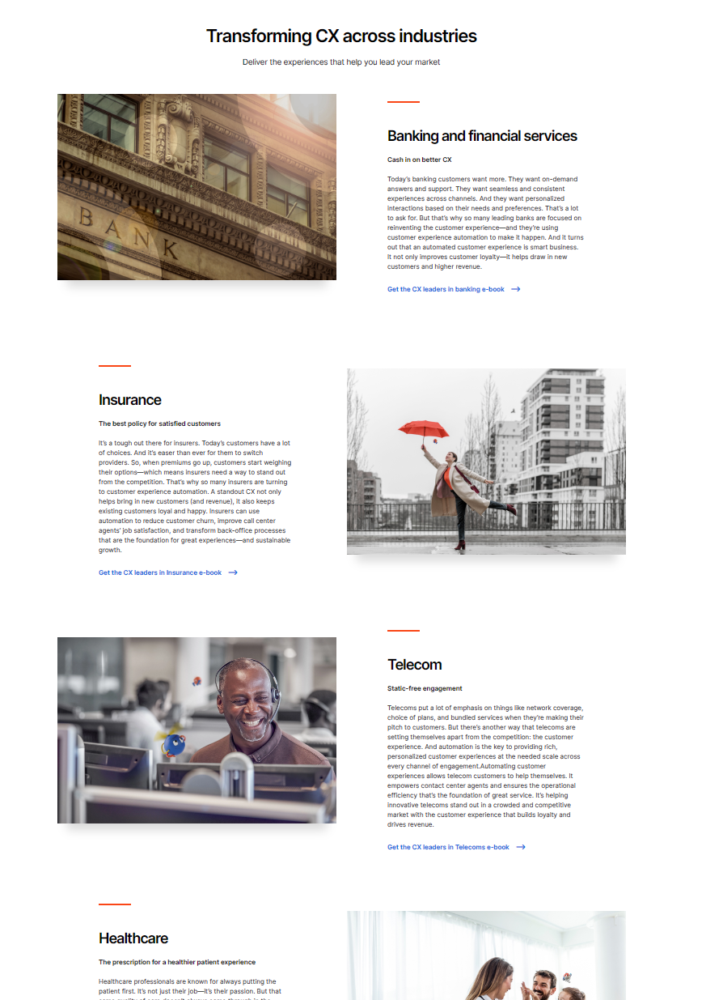 Transforming CX across industries
Deliver the experiences that help you lead your market
BANK
Banking and financial services
Cash in on better CX
Today's banking customers want more. They want on-demand
answers and support. They want seamless and consistent
experiences across channels. And they want personalized
interactions based on their needs and preferences. That's a lot
to ask for. But that's why so many leading banks are focused on
reinventing the customer experience—and they're using
customer experience automation to make it happen. And it turns
out that an automated customer experience is smart business.
It not only improves customer loyalty—it helps draw in new
customers and higher revenue.
Get the CX leaders in banking e-book
Insurance
The best policy for satisfied customers
It's a tough out there for insurers. Today's customers have a lot
of choices. And it's easer than ever for them to switch
providers. So, when premiums go up, customers start weighing
their options—which means insurers need a way to stand out
from the competition. That's why so many insurers are turning
to customer experience automation. A standout CX not only
helps bring in new customers (and revenue), it also keeps
existing customers loyal and happy. Insurers can use
automation to reduce customer churn, improve call center
agents' job satisfaction, and transform back-office processes
that are the foundation for great experiences—and sustainable
growth.
Get the CX leaders in Insurance e-book
Telecom
Static-free engagement
Telecoms put a lot of emphasis on things like network coverage,
choice of plans, and bundled services when they're making their
pitch to customers. But there's another way that telecoms are
setting themselves apart from the competition: the customer
experience. And automation is the key to providing rich,
personalized customer experiences at the needed scale across
every channel of engagement.Automating customer
experiences allows telecom customers to help themselves. It
empowers contact center agents and ensures the operational
efficiency that's the foundation of great service. It's helping
innovative telecoms stand out in a crowded and competitive
market with the customer experience that builds loyalty and
drives revenue.
Get the CX leaders in Telecoms e-book
Healthcare
The prescription for a healthier patient experience
Healthcare professionals are known for always putting the
patient first. It's not just their job—it's their passion. But that